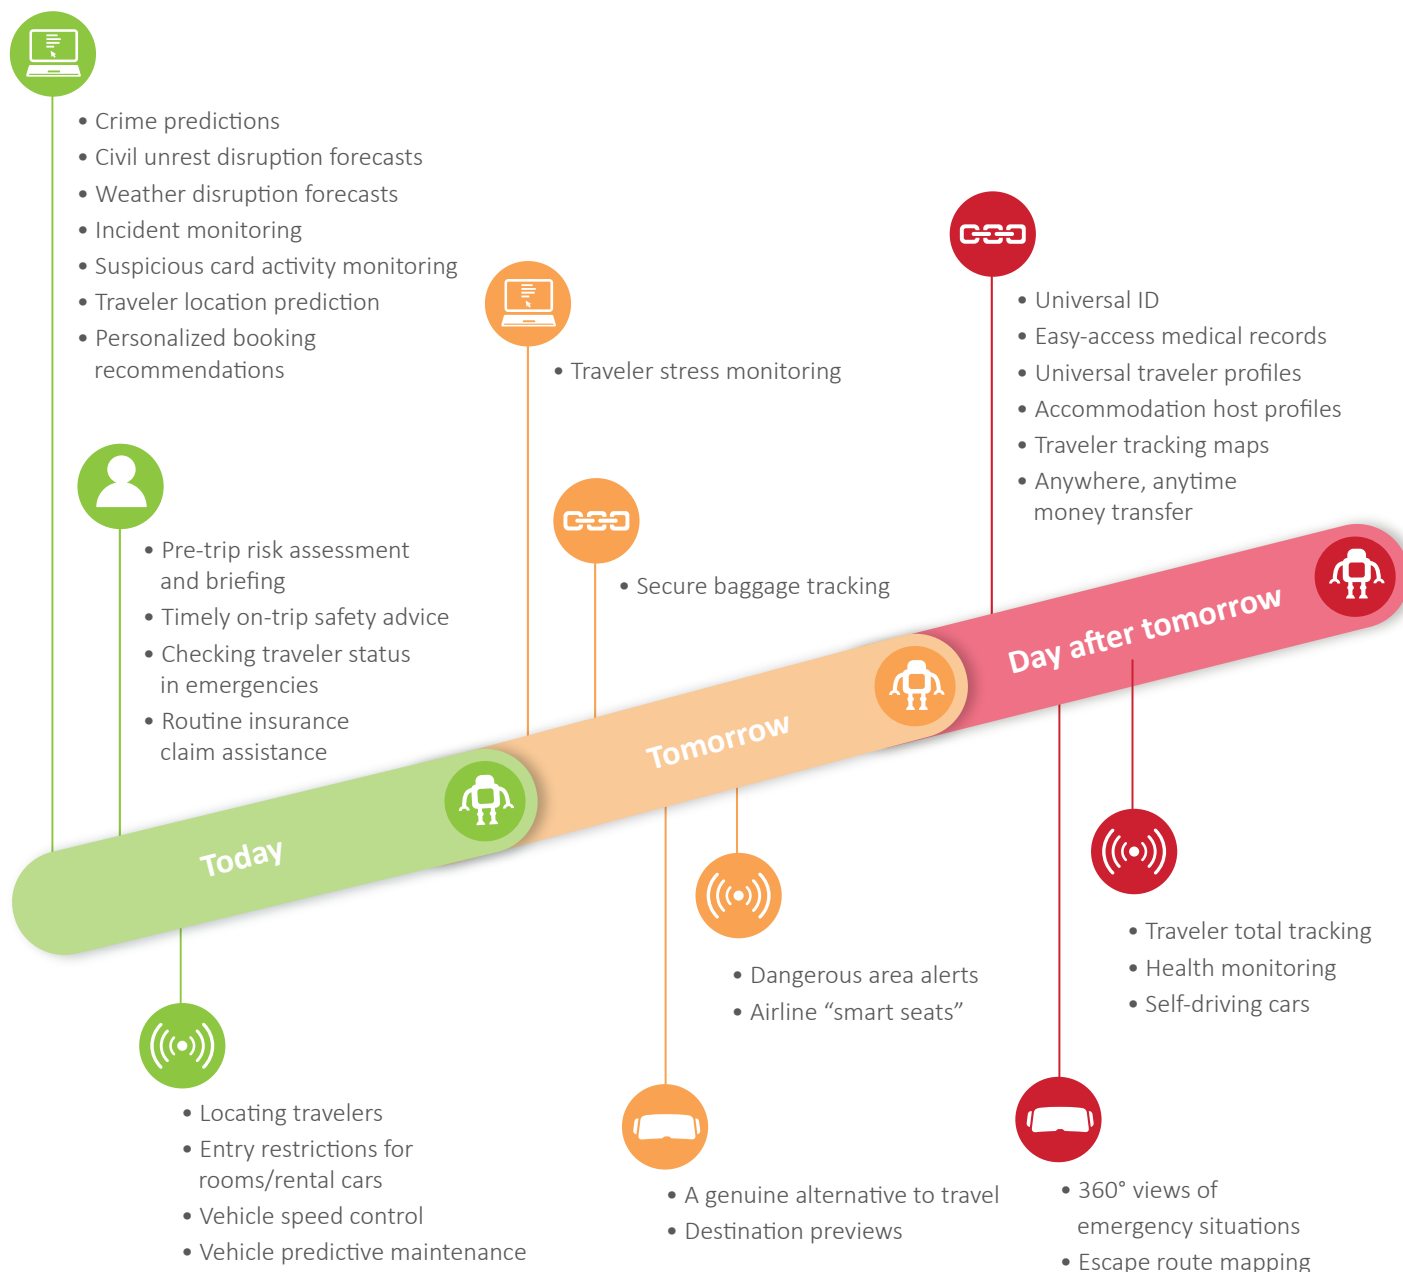 • Crime predictions
• Civil unrest disruption forecasts
• Weather disruption forecasts
• Incident monitoring
• Suspicious card activity monitoring
• Traveler location prediction
• Personalized booking
recommendations
• Pre-trip risk assessment
and briefing
• Timely on-trip safety advice
• Checking traveler status
in emergencies
• Routine insurance
claim assistance
• Traveler stress monitoring
• Secure baggage tracking
• Universal ID
• Easy-access medical records
• Universal traveler profiles
• Accommodation host profiles
• Traveler tracking maps
• Anywhere, anytime
money transfer
Today
Tomorrow
Day after tomorrow
• Locating travelers
• Entry restrictions for
rooms/rental cars
• Vehicle speed control
• Vehicle predictive maintenance
• Dangerous area alerts
• Airline “smart seats”
• A genuine alternative to travel
• Destination previews
• Traveler total tracking
• Health monitoring
• Self-driving cars
• 360° views of
emergency situations
• Escape route mapping